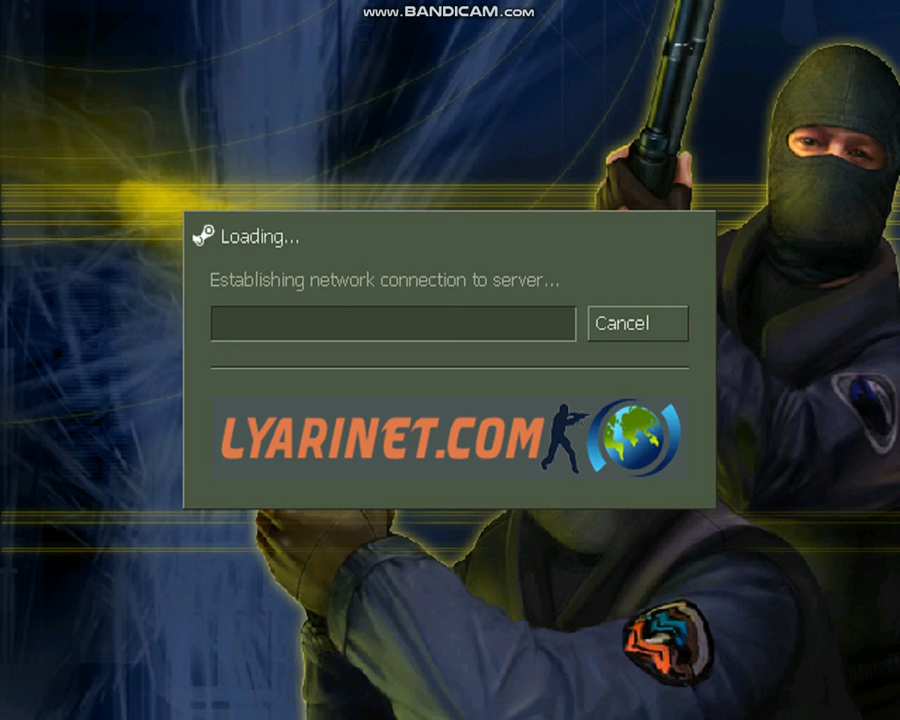 www.BANDICAM.com
Loading...
Establishing network connection to server...
Cancel
LYARINET.COM